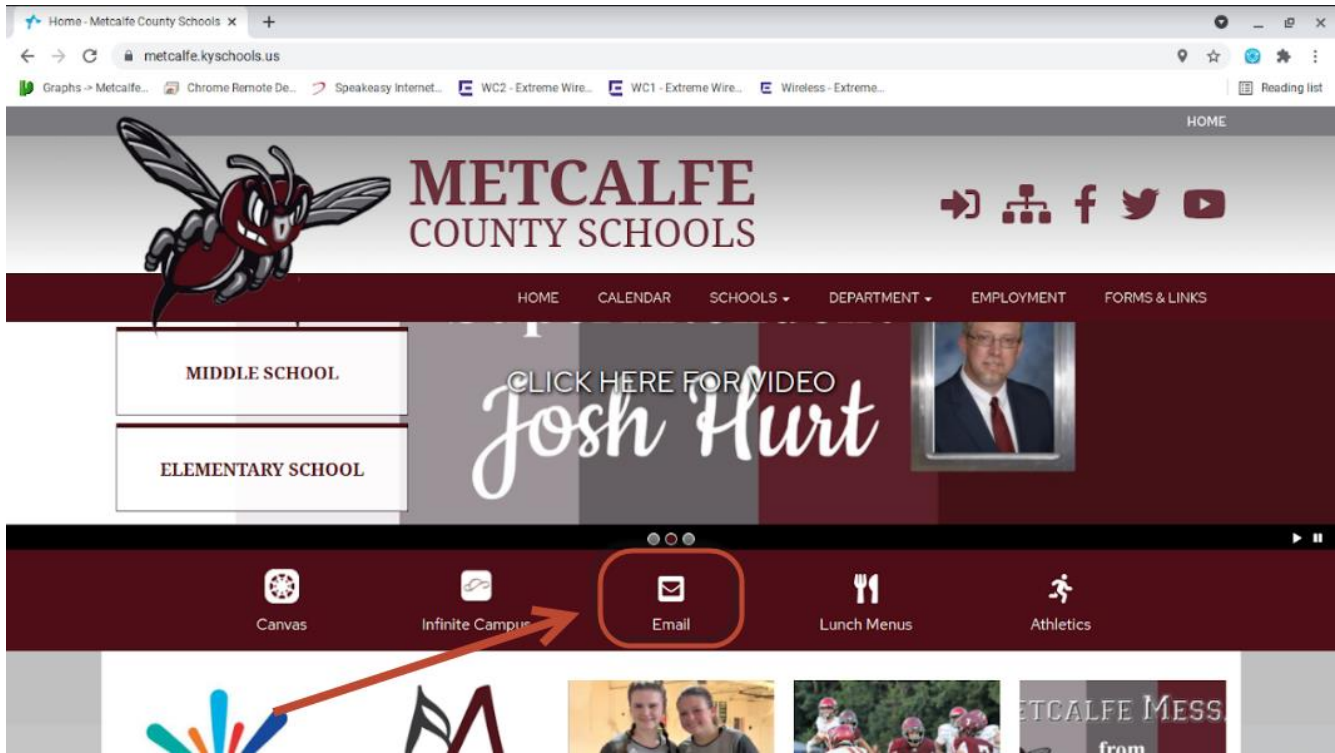 Home - Metcalfe County Schools
metcalfe.kyschools.us
Graphs -> Metcalfe... Chrome Remote De... Speakeasy Internet... WC2 - Extreme Wire... WC1 - Extreme Wire... Wireless - Extreme... Reading list
HOME
METCALFE
COUNTY SCHOOLS
HOME CALENDAR SCHOOLS DEPARTMENT EMPLOYMENT FORMS & LINKS
MIDDLE SCHOOL
ELEMENTARY SCHOOL
CLICK HERE FOR VIDEO
Josh Hurt
Canvas Infinite Campus Email Lunch Menus Athletics
from